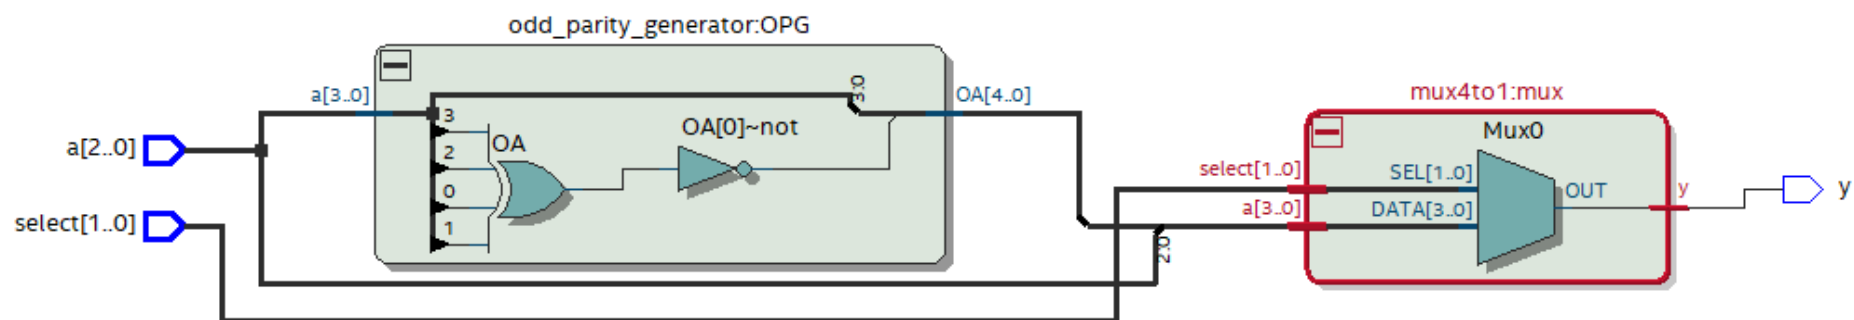 odd_parity_generator:OPG
a[3..0]
3:0
OA[4..0]
3
OA
OA[0]~not
2
0
1
a[2..0]
select[1..0]
mux4to1:mux
Mux0
select[1..0]
SEL[1..0]
OUT
y
y
a[3..0]
DATA[3..0]
2:0